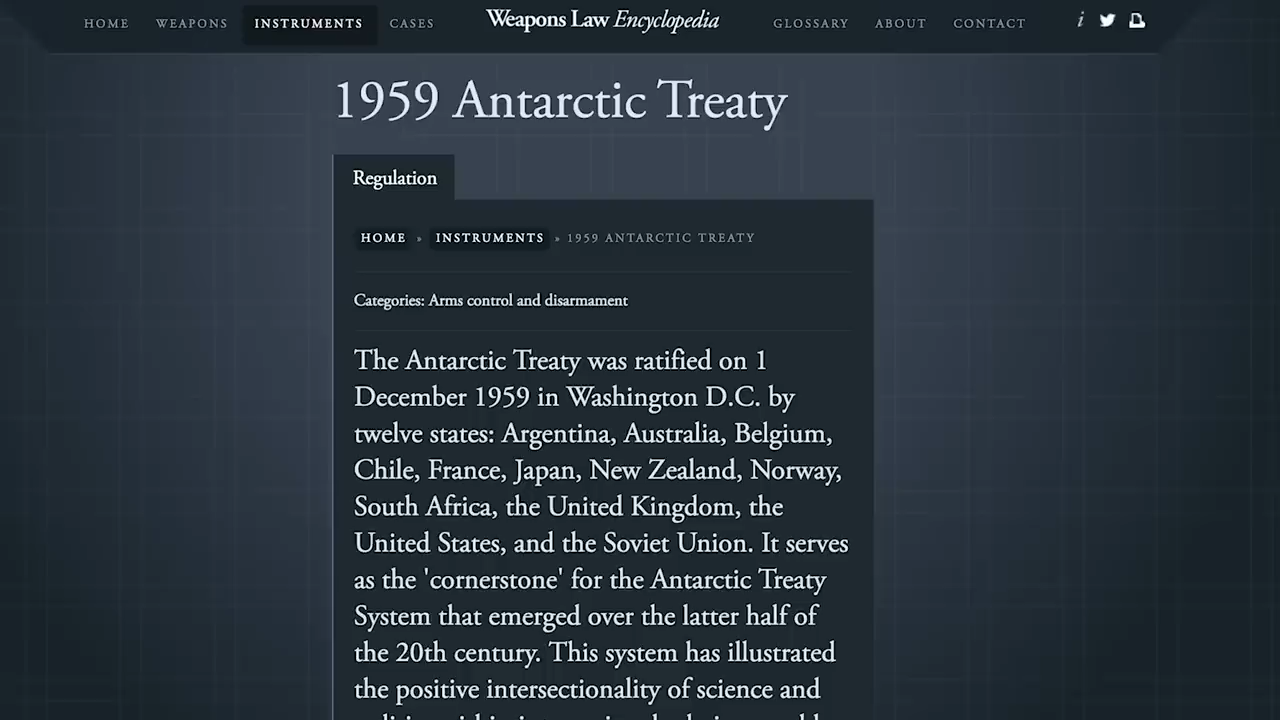 HOME WEAPONS INSTRUMENTS CASES Weapons Law Encyclopedia GLOSSARY ABOUT CONTACT i
1959 Antarctic Treaty
Regulation
HOME » INSTRUMENTS » 1959 ANTARCTIC TREATY
Categories: Arms control and disarmament
The Antarctic Treaty was ratified on 1
December 1959 in Washington D.C. by
twelve states: Argentina, Australia, Belgium,
Chile, France, Japan, New Zealand, Norway,
South Africa, the United Kingdom, the
United States, and the Soviet Union. It serves
as the 'cornerstone' for the Antarctic Treaty
System that emerged over the latter half of
the 20th century. This system has illustrated
the positive intersectionality of science and